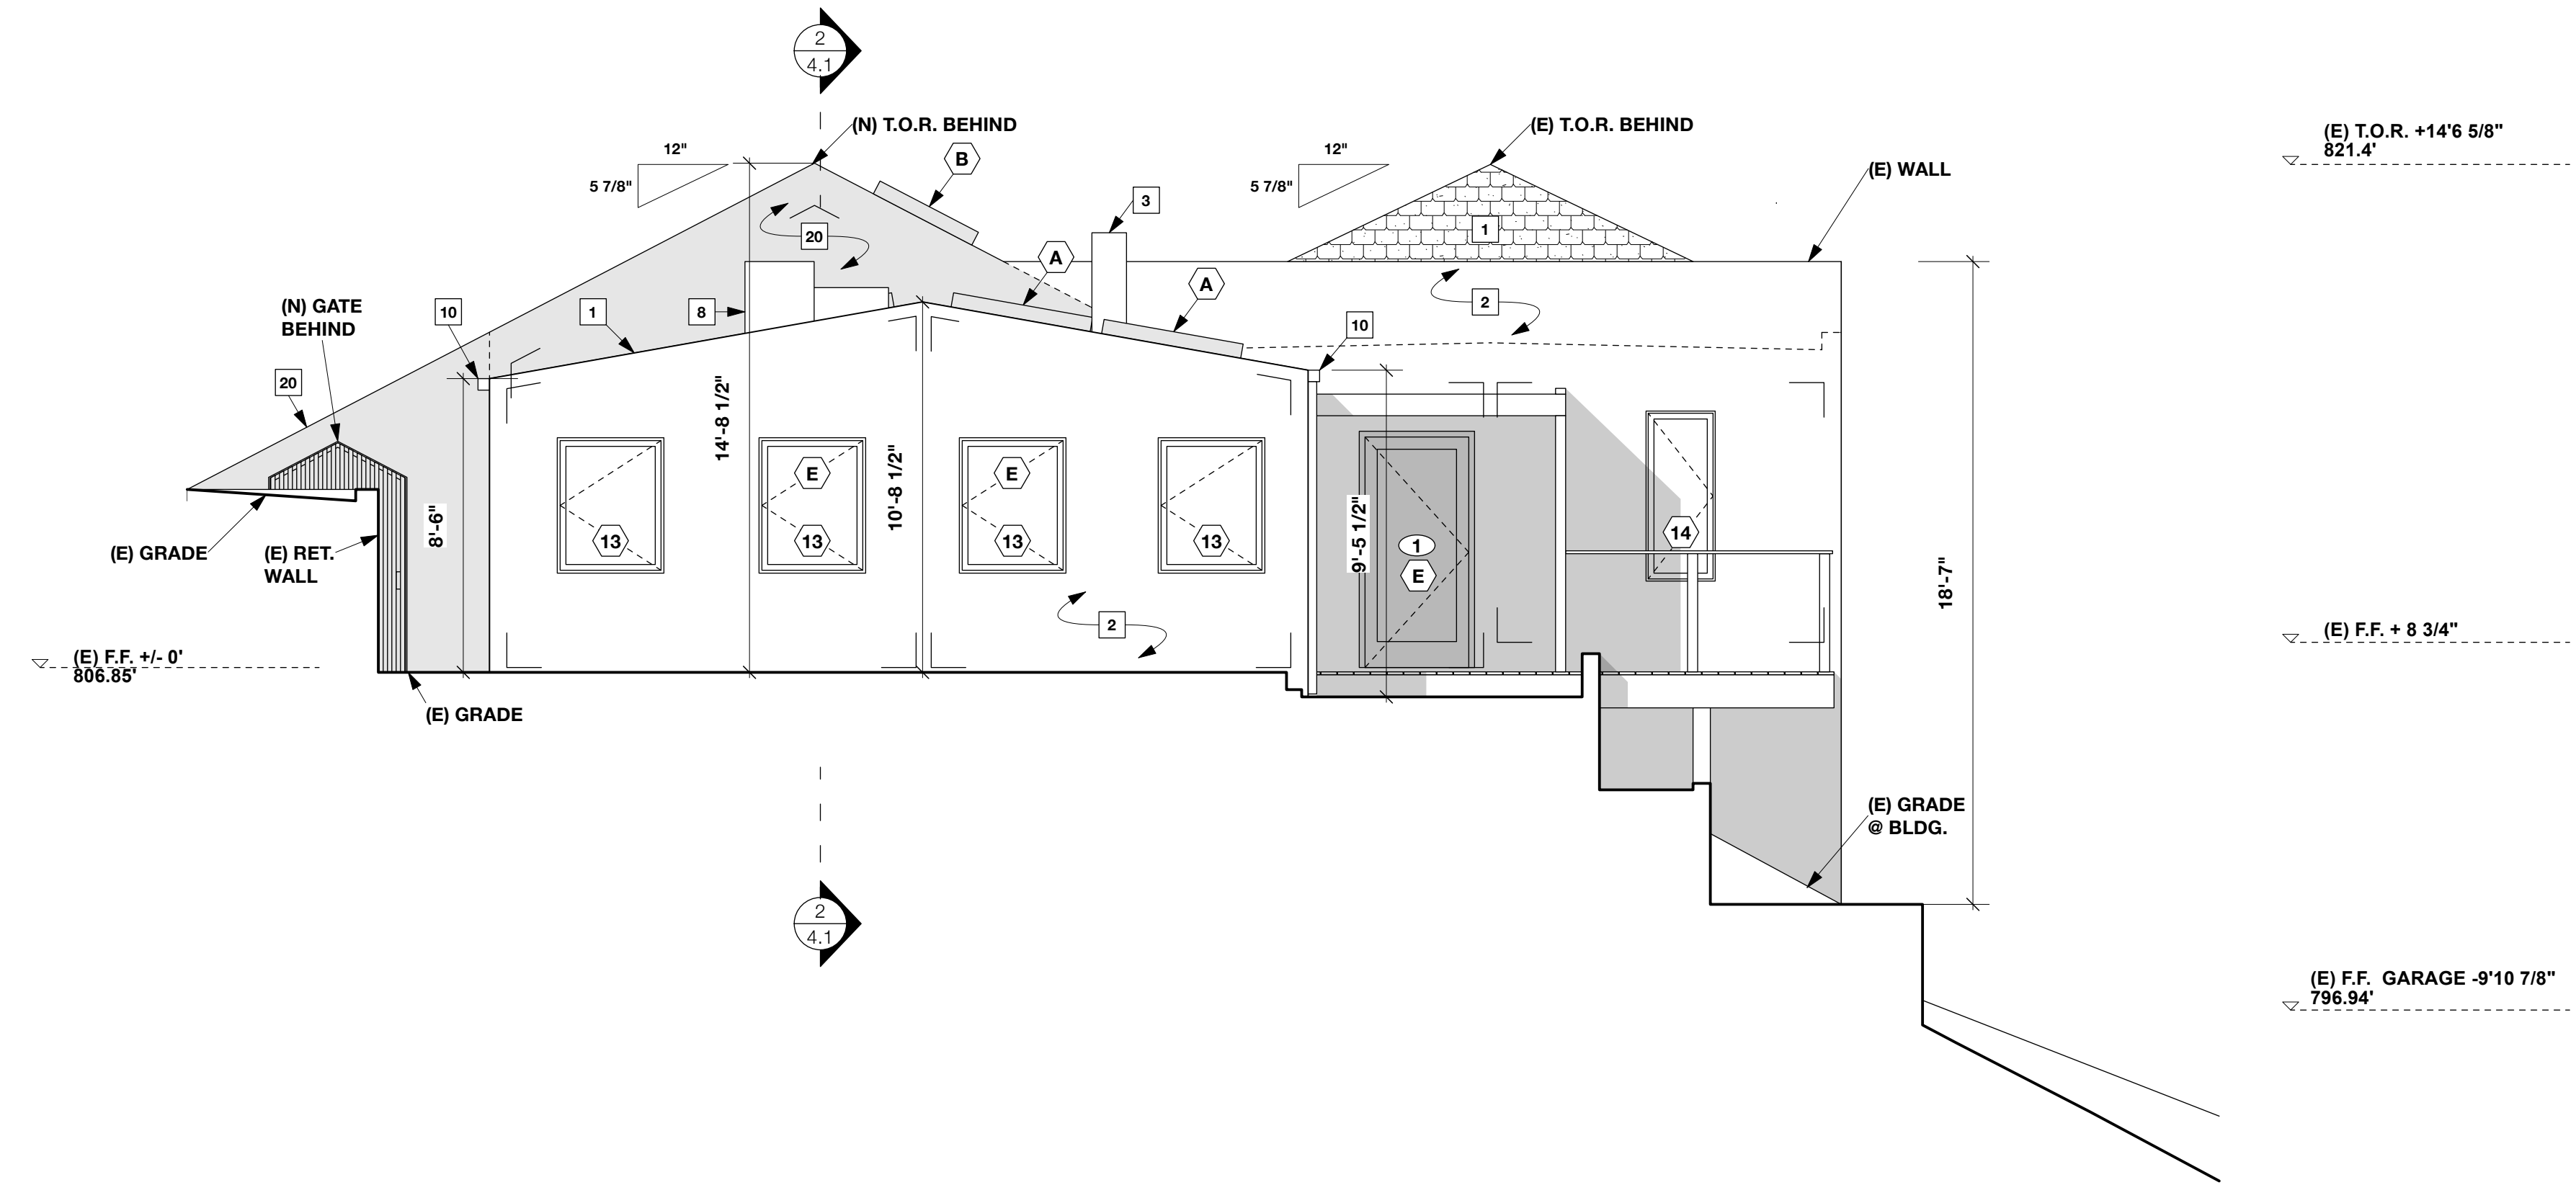 2
4.1
(N) T.O.R. BEHIND
(E) T.O.R. BEHIND
(E) T.O.R. +14'6 5/8"
821.4'
12"
5 7/8"
B
12"
5 7/8"
(E) WALL
3
1
20
A
A
2
(N) GATE
BEHIND
10
1
8
10
20
14'-8 1/2"
10'-8 1/2"
8'-6"
9'-5 1/2"
18'-7"
E
E
13
13
13
13
1
E
14
(E) GRADE
(E) RET.
WALL
2
(E) F.F. +/- 0'
806.85'
(E) F.F. + 8 3/4"
(E) GRADE
(E) GRADE
@ BLDG.
2
4.1
(E) F.F. GARAGE -9'10 7/8"
796.94'